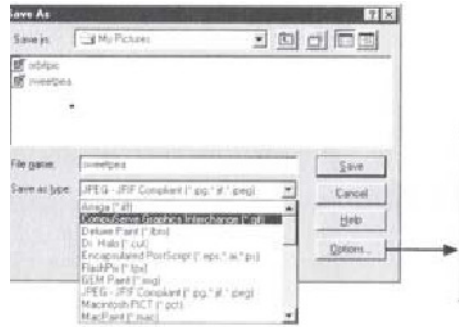 Save As
Save in:
My Pictures
sweetpea
File name:
sweetpea
Save
Save as type:
JPEG - JFIF Compliant (*.jpg,*.jif,*.jpeg)
Cancel
Amiga (*.iff)
CompuServe Graphics Interchange (*.gif)
Help
Deluxe Paint (*.lbm)
Dr. Halo (*.cut)
Encapsulated PostScript (*.eps,*.ai,*.ps)
Options...
FlashPix (*.fpx)
GEM Paint (*.img)
JPEG - JFIF Compliant (*.jpg,*.jif,*.jpeg)
Macintosh PICT (*.pct)
MacPaint (*.mac)